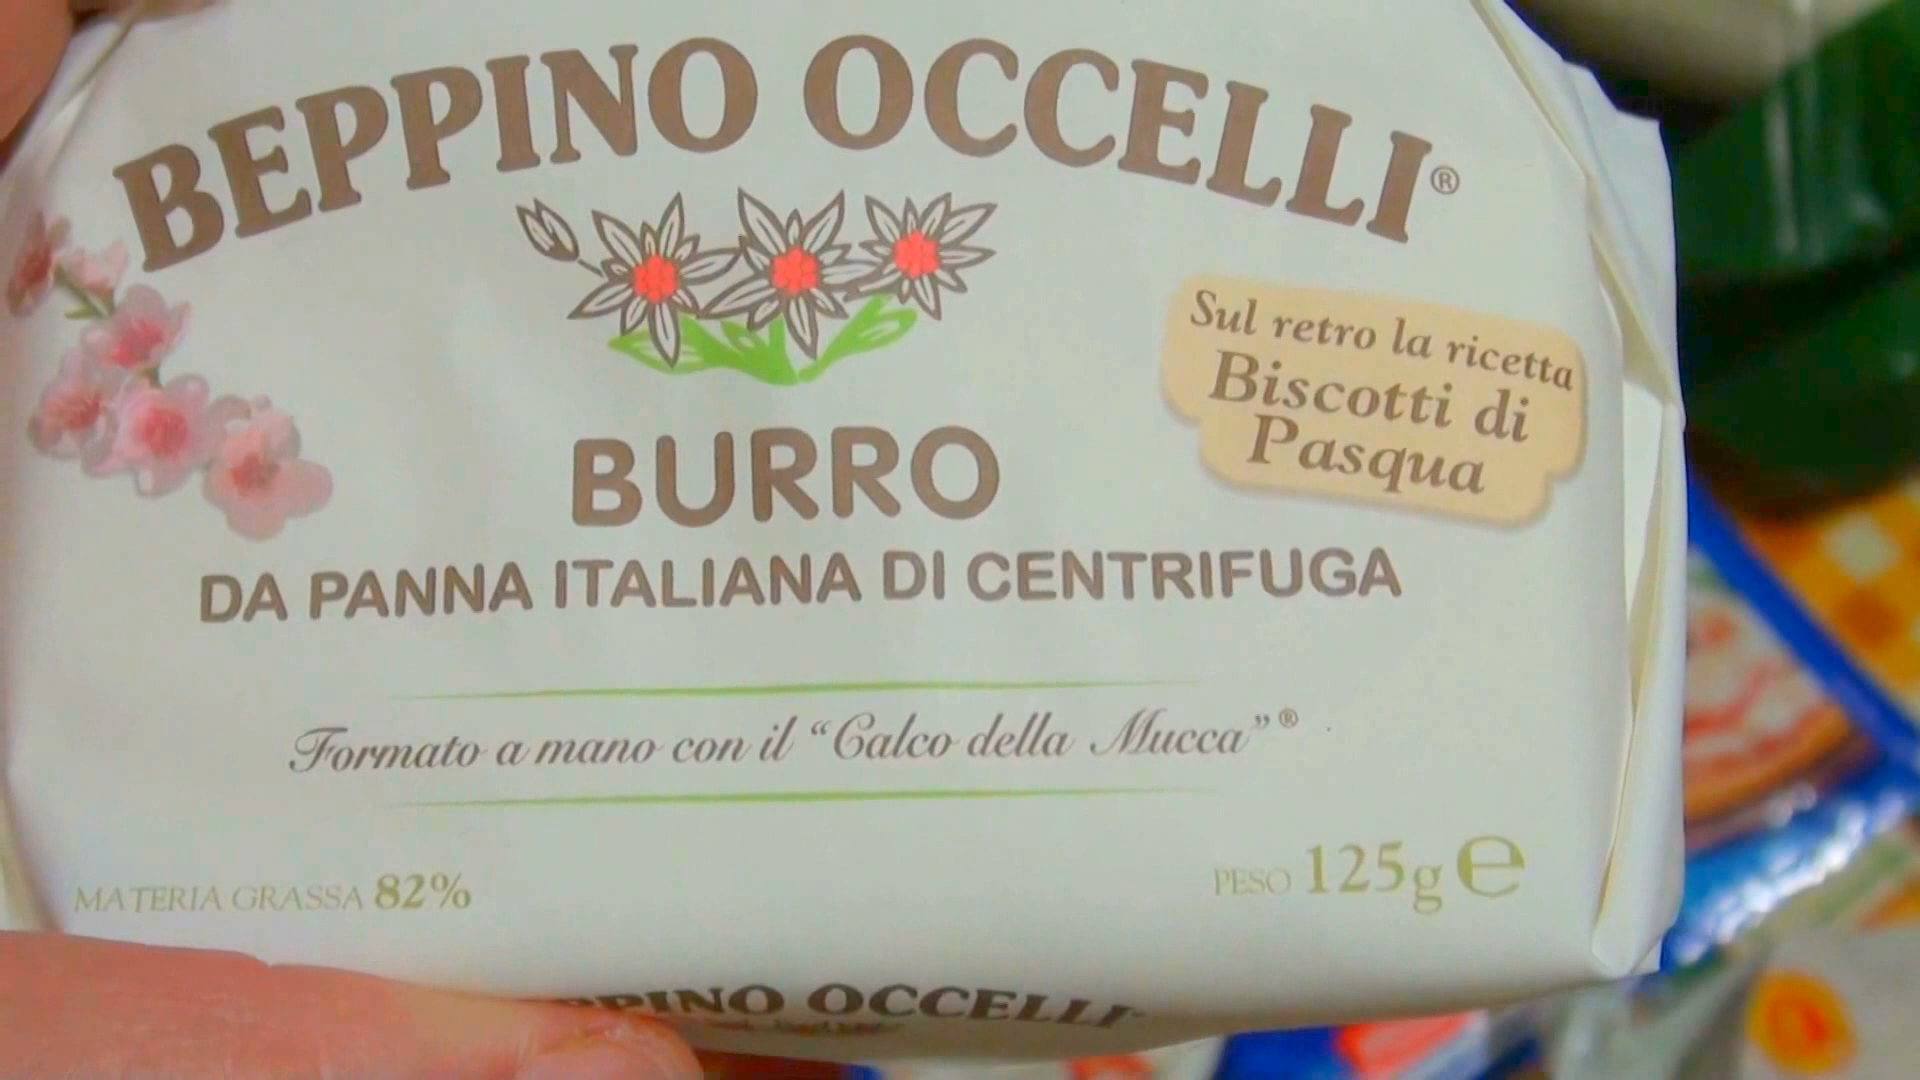 BEPPINO OCCELLI®
Sul retro la ricetta
Biscotti di
Pasqua
BURRO
DA PANNA ITALIANA DI CENTRIFUGA
Formato a mano con il “Calco della Mucca”®
MATERIA GRASSA 82%
PESO 125g ℮
PPINO OCCELLI